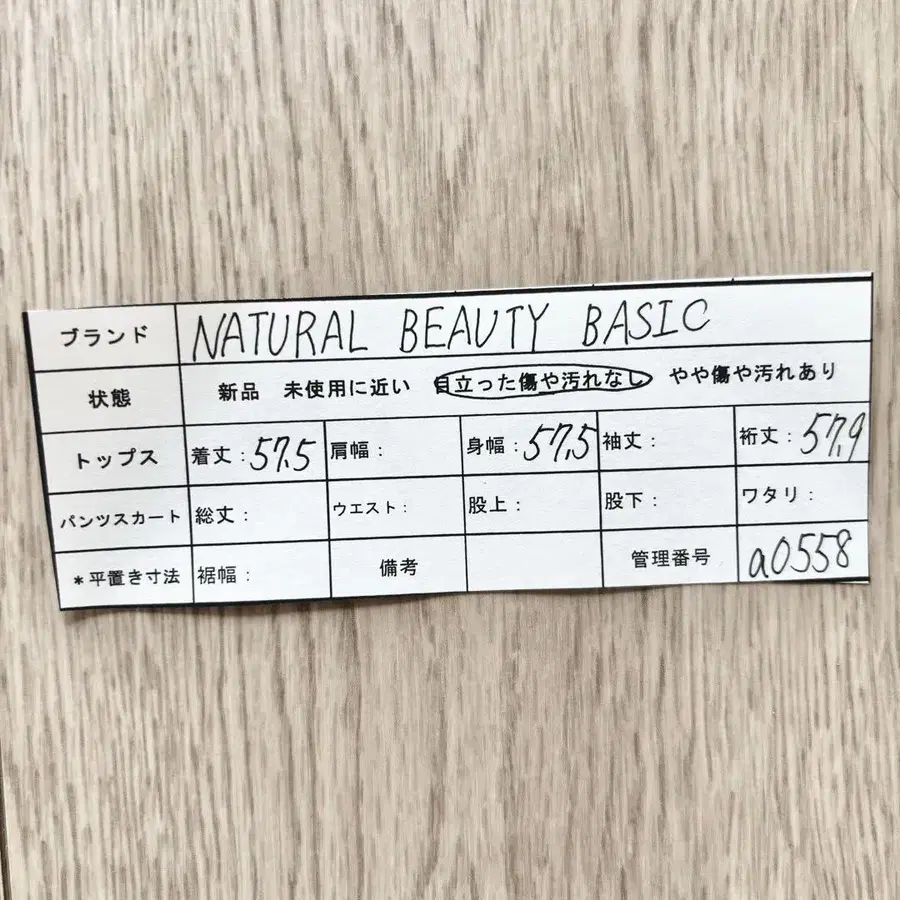 ブランド NATURAL BEAUTY BASIC
状態 新品 未使用に近い 目立った傷や汚れなし やや傷や汚れあり
トップス 着丈：57.5 肩幅： 身幅：57.5 袖丈： 裄丈：57.9
パンツスカート 総丈： ウエスト： 股上： 股下： ワタリ：
＊平置き寸法 裾幅： 備考 管理番号 a0558